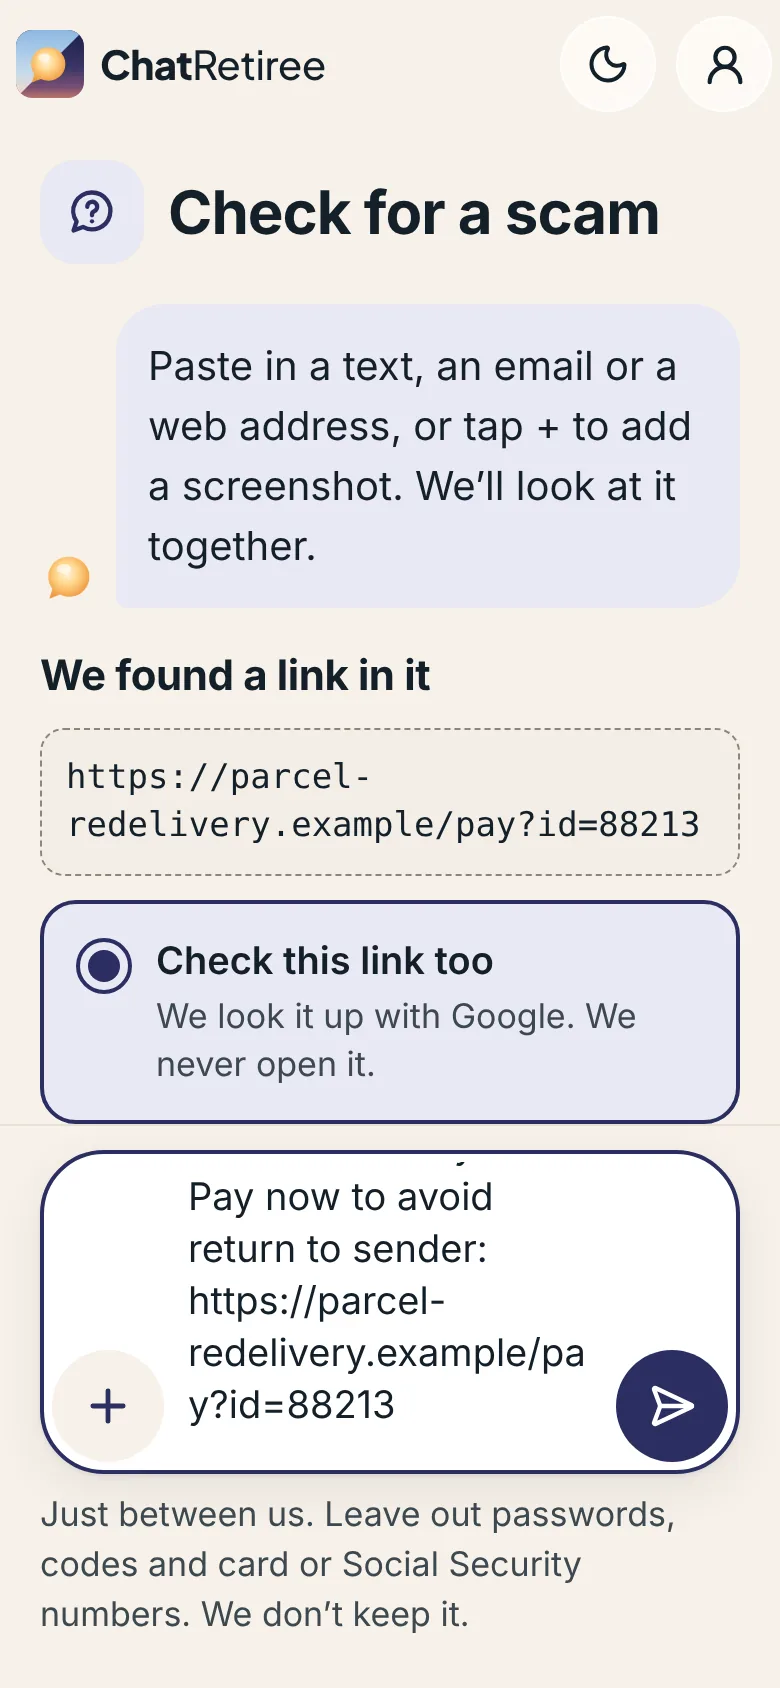 ChatRetiree
Check for a scam
Paste in a text, an email or a
web address, or tap + to add
a screenshot. We’ll look at it
together.
We found a link in it
https://parcel-
redelivery.example/pay?id=88213
Check this link too
We look it up with Google. We
never open it.
Pay now to avoid
return to sender:
https://parcel-
redelivery.example/pa
y?id=88213
Just between us. Leave out passwords,
codes and card or Social Security
numbers. We don’t keep it.